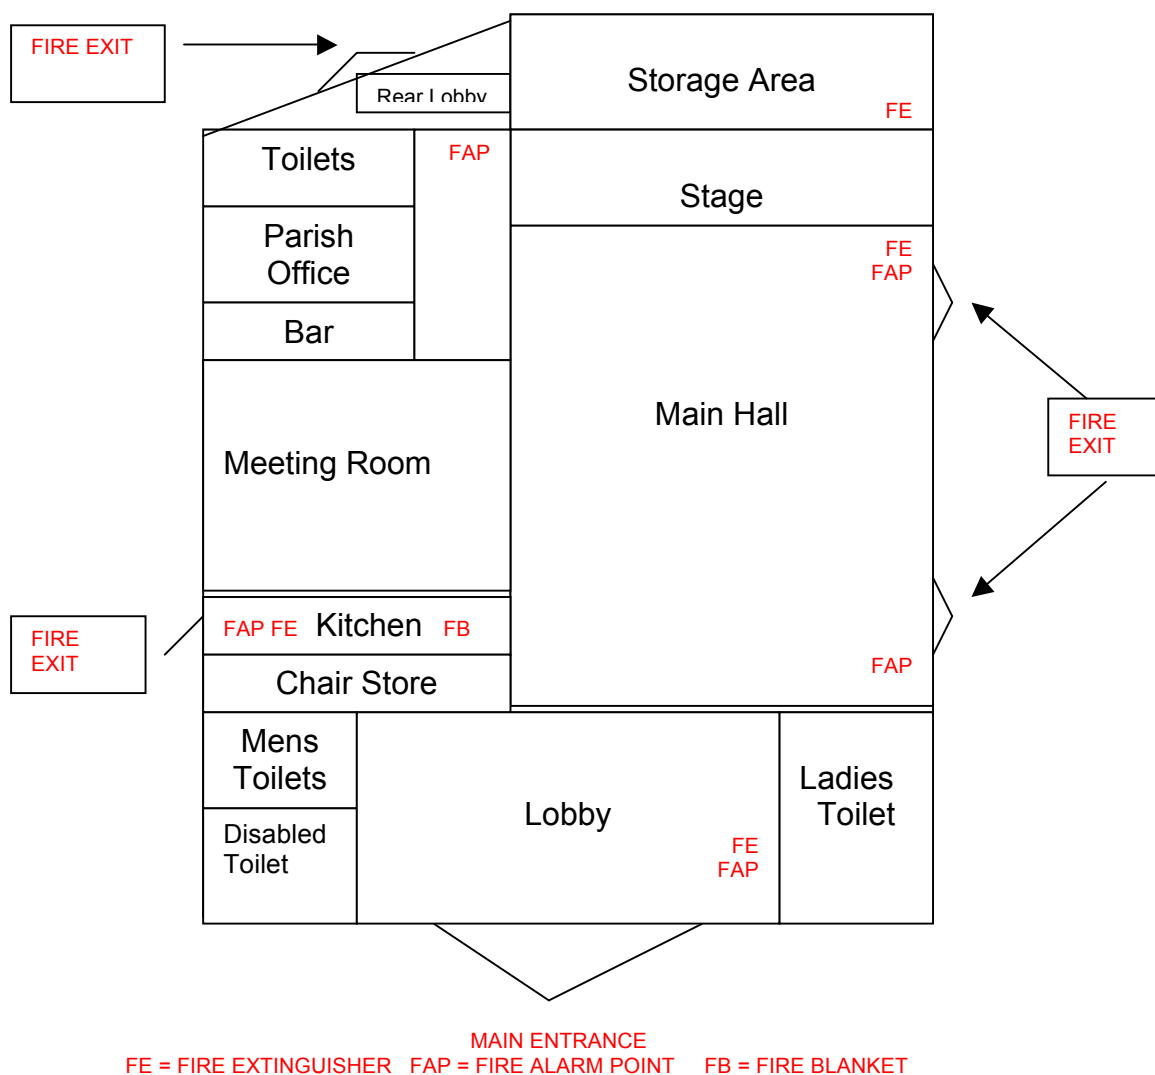 FIRE EXIT
Rear Lobby
Storage Area
FE
Toilets
FAP
Stage
Parish
Office
FE
FAP
Bar
Main Hall
FIRE
EXIT
Meeting Room
FIRE
EXIT
FAP FE Kitchen FB
FAP
Chair Store
Mens
Toilets
Ladies
Toilet
Lobby
Disabled
Toilet
FE
FAP
MAIN ENTRANCE
FE = FIRE EXTINGUISHER FAP = FIRE ALARM POINT FB = FIRE BLANKET